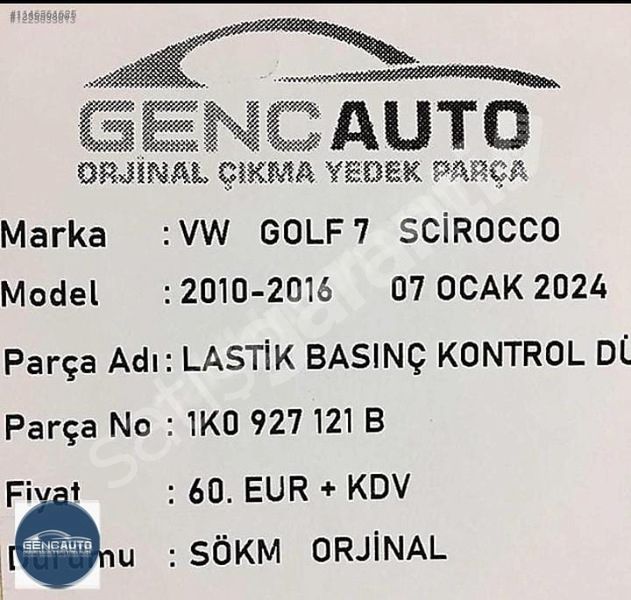 GENCAUTO
ORJİNAL ÇIKMA YEDEK PARÇA
Marka : VW GOLF 7 SCİROCCO
Model : 2010-2016 07 OCAK 2024
Parça Adı : LASTİK BASINÇ KONTROL DÜ
Parça No : 1K0 927 121 B
Fiyat : 60. EUR + KDV
GENCAUTO
Durumu : SÖKM ORJİNAL